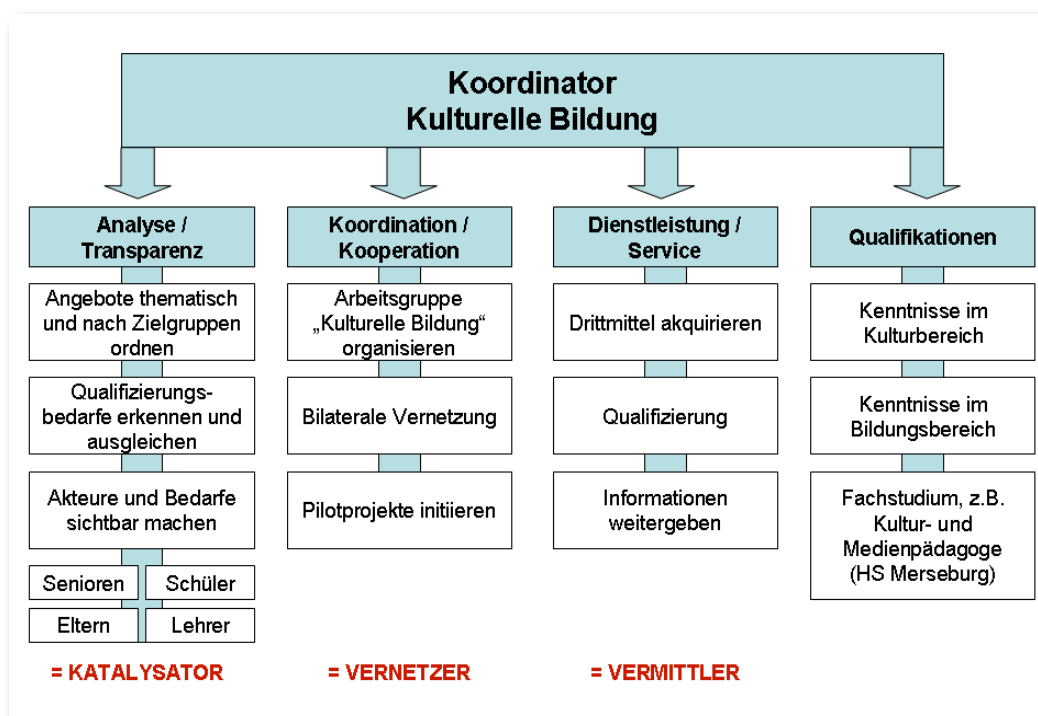 Koordinator
Kulturelle Bildung
Analyse /
Transparenz
Angebote thematisch
und nach Zielgruppen
ordnen
Qualifizierungs-
bedarfe erkennen und
ausgleichen
Akteure und Bedarfe
sichtbar machen
Senioren
Schüler
Eltern
Lehrer
= KATALYSATOR
Koordination /
Kooperation
Arbeitsgruppe
„Kulturelle Bildung“
organisieren
Bilaterale Vernetzung
Pilotprojekte initiieren
= VERNETZER
Dienstleistung /
Service
Drittmittel akquirieren
Qualifizierung
Informationen
weitergeben
= VERMITTLER
Qualifikationen
Kenntnisse im
Kulturbereich
Kenntnisse im
Bildungsbereich
Fachstudium, z.B.
Kultur- und
Medienpädagoge
(HS Merseburg)